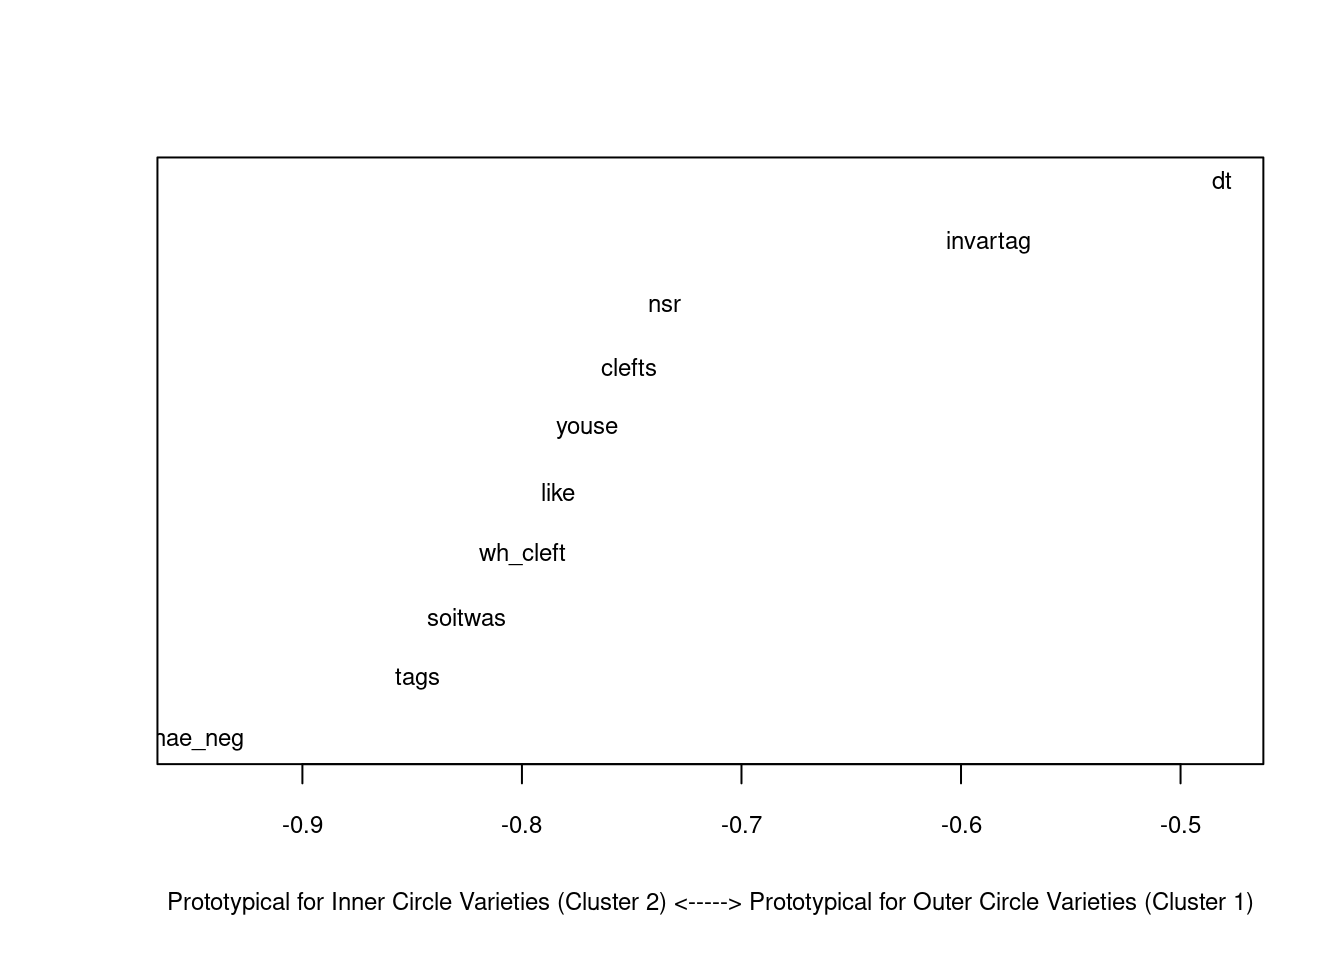 dt
invartag
nsr
clefts
youse
like
wh_cleft
soitwas
tags
nae_neg
-0.9 -0.8 -0.7 -0.6 -0.5
Prototypical for Inner Circle Varieties (Cluster 2) <-----> Prototypical for Outer Circle Varieties (Cluster 1)